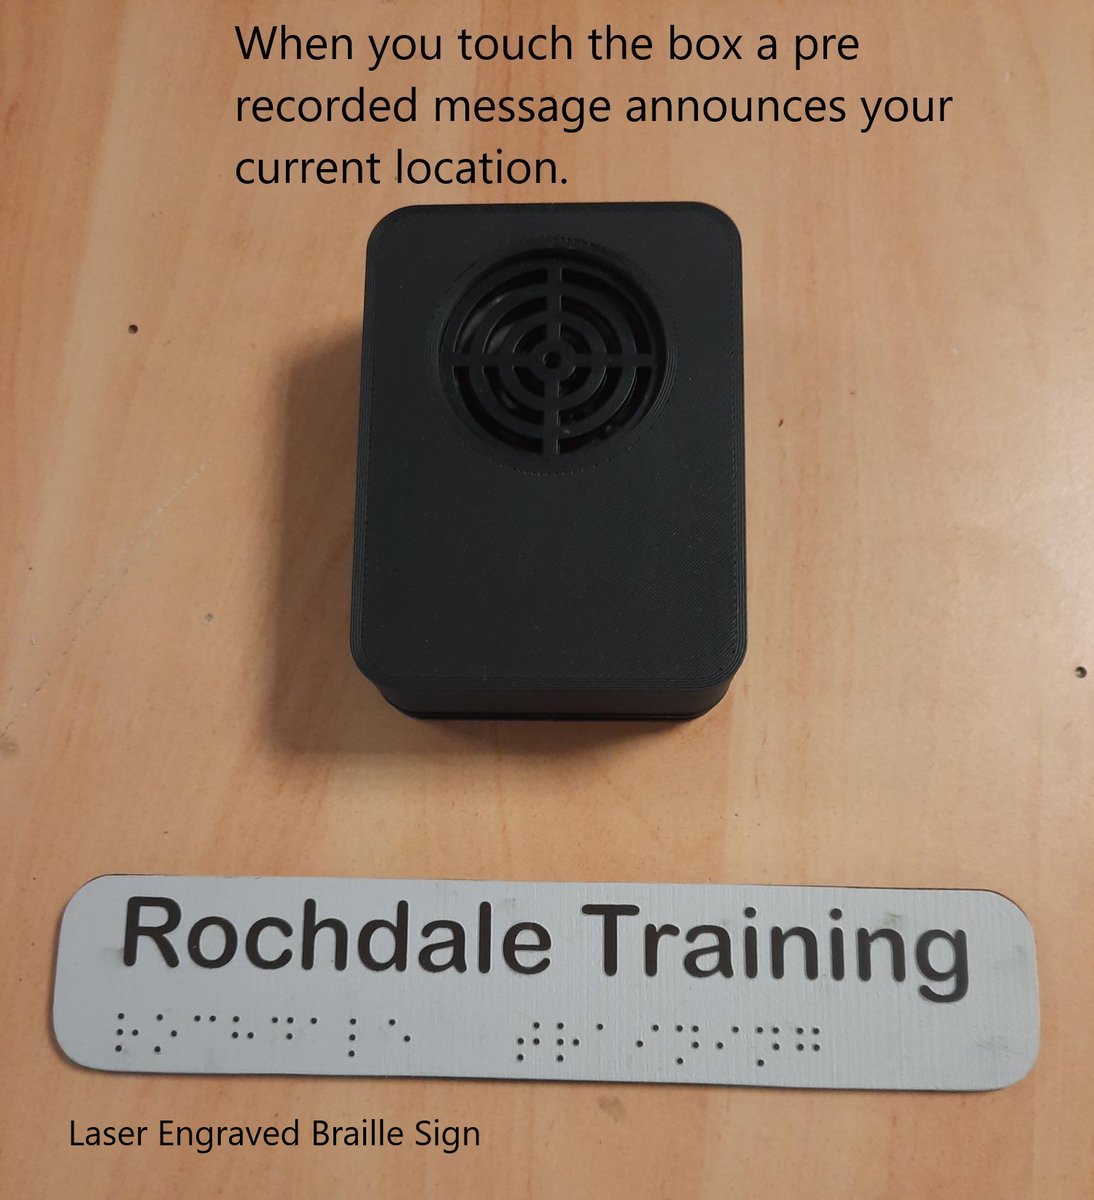 When you touch the box a pre
recorded message announces your
current location.
Rochdale Training
⠗⠕⠉⠓⠙⠁⠇⠑ ⠞⠗⠁⠊⠝⠊⠝⠛
Laser Engraved Braille Sign